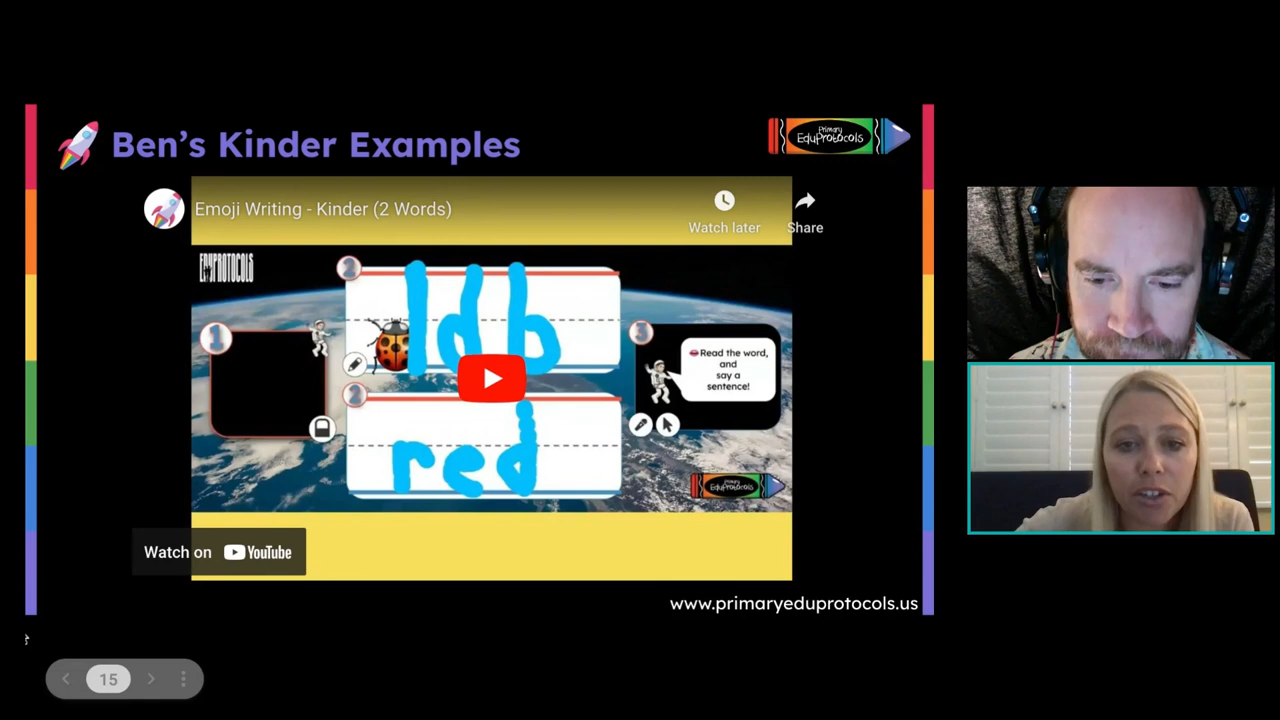 Ben's Kinder Examples
Primary
EduProtocols
Emoji Writing - Kinder (2 Words)
Watch later
Share
EDUPROTOCOLS
2
ldb
1
3
Read the word,
and
say a
sentence!
2
red
Primary
EduProtocols
Watch on YouTube
www.primaryeduprotocols.us
15